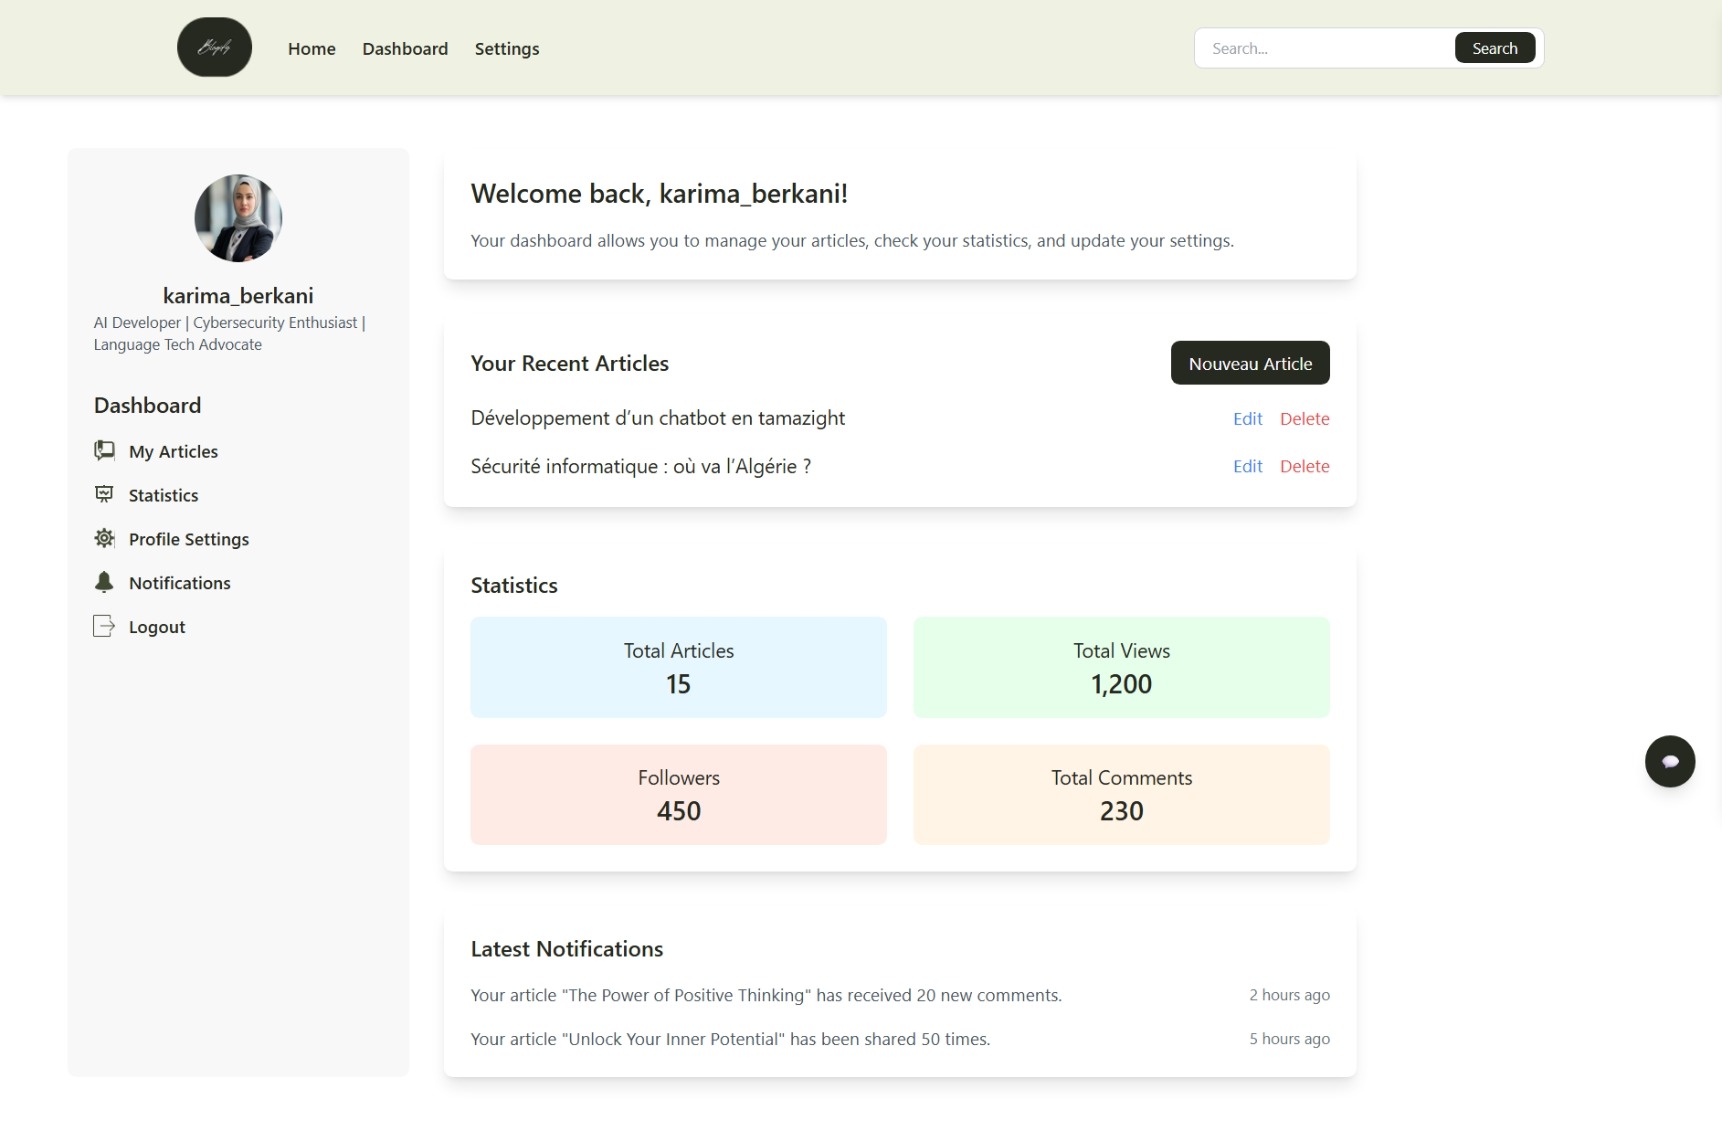 Blogify
Home
Dashboard
Settings
Search...
Search
karima_berkani
AI Developer | Cybersecurity Enthusiast |
Language Tech Advocate
Dashboard
My Articles
Statistics
Profile Settings
Notifications
Logout
Welcome back, karima_berkani!
Your dashboard allows you to manage your articles, check your statistics, and update your settings.
Your Recent Articles
Nouveau Article
Développement d’un chatbot en tamazight
Edit Delete
Sécurité informatique : où va l’Algérie ?
Edit Delete
Statistics
Total Articles
15
Total Views
1,200
Followers
450
Total Comments
230
Latest Notifications
Your article "The Power of Positive Thinking" has received 20 new comments.
2 hours ago
Your article "Unlock Your Inner Potential" has been shared 50 times.
5 hours ago